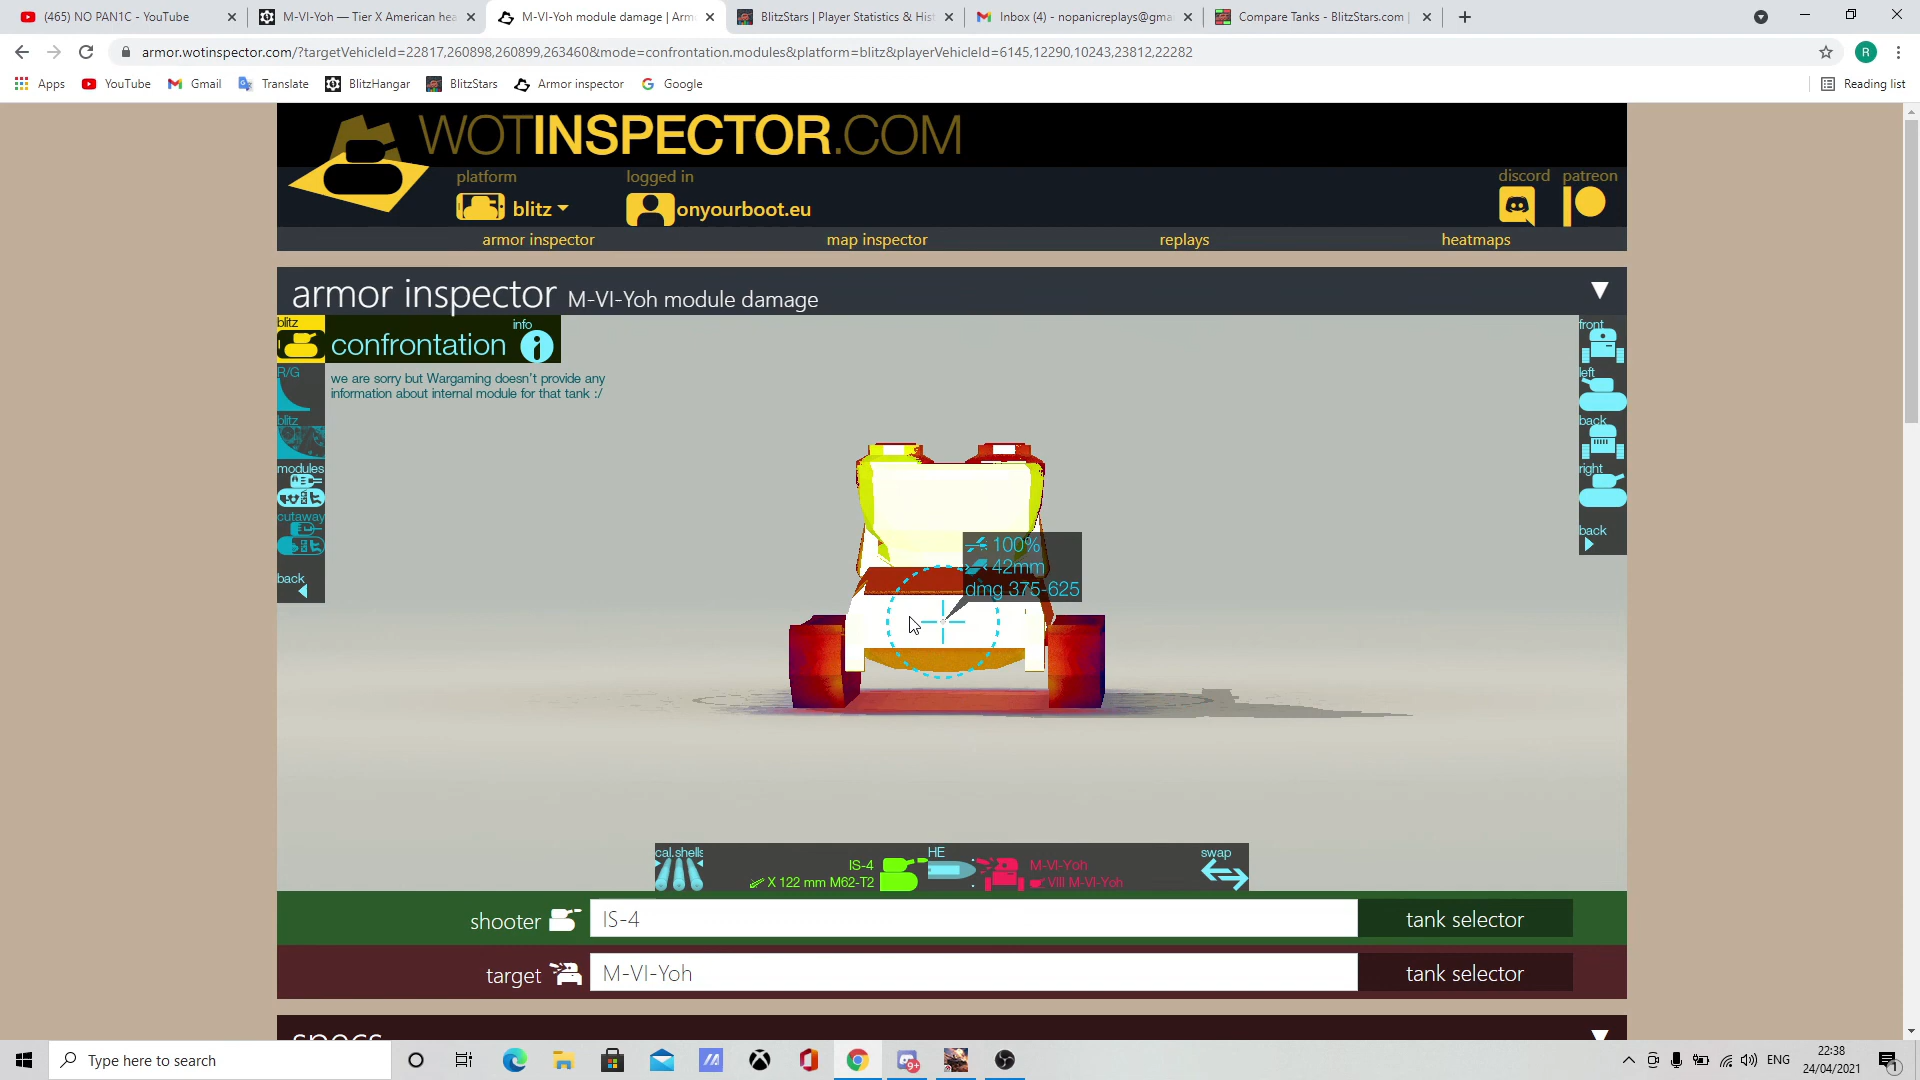 (465) NO PAN1C - YouTube
M-VI-Yoh — Tier X American hea
M-VI-Yoh module damage | Arm
BlitzStars | Player Statistics & His
Inbox (4) - nopanicreplays@gma
Compare Tanks - BlitzStars.com |
armor.wotinspector.com/?targetVehicleId=22817,260898,260899,263460&mode=confrontation.modules&platform=blitz&playerVehicleId=6145,12290,10243,23812,22282
R
Apps
YouTube
Gmail
Translate
BlitzHangar
BlitzStars
Armor inspector
Google
Reading list
WOTINSPECTOR.COM
platform
logged in
discord
patreon
blitz
onyourboot.eu
armor inspector
map inspector
replays
heatmaps
armor inspector M-VI-Yoh module damage
blitz
confrontation
info
we are sorry but Wargaming doesn't provide any
information about internal module for that tank :/
R/G
blitz
modules
cutaway
back
front
left
back
right
back
100%
42mm
dmg 375-625
cal.shells
IS-4
X 122 mm M62-T2
HE
M-VI-Yoh
VIII M-VI-Yoh
swap
shooter
IS-4
tank selector
target
M-VI-Yoh
tank selector
specs
Type here to search
9+
ENG
22:38
24/04/2021
1